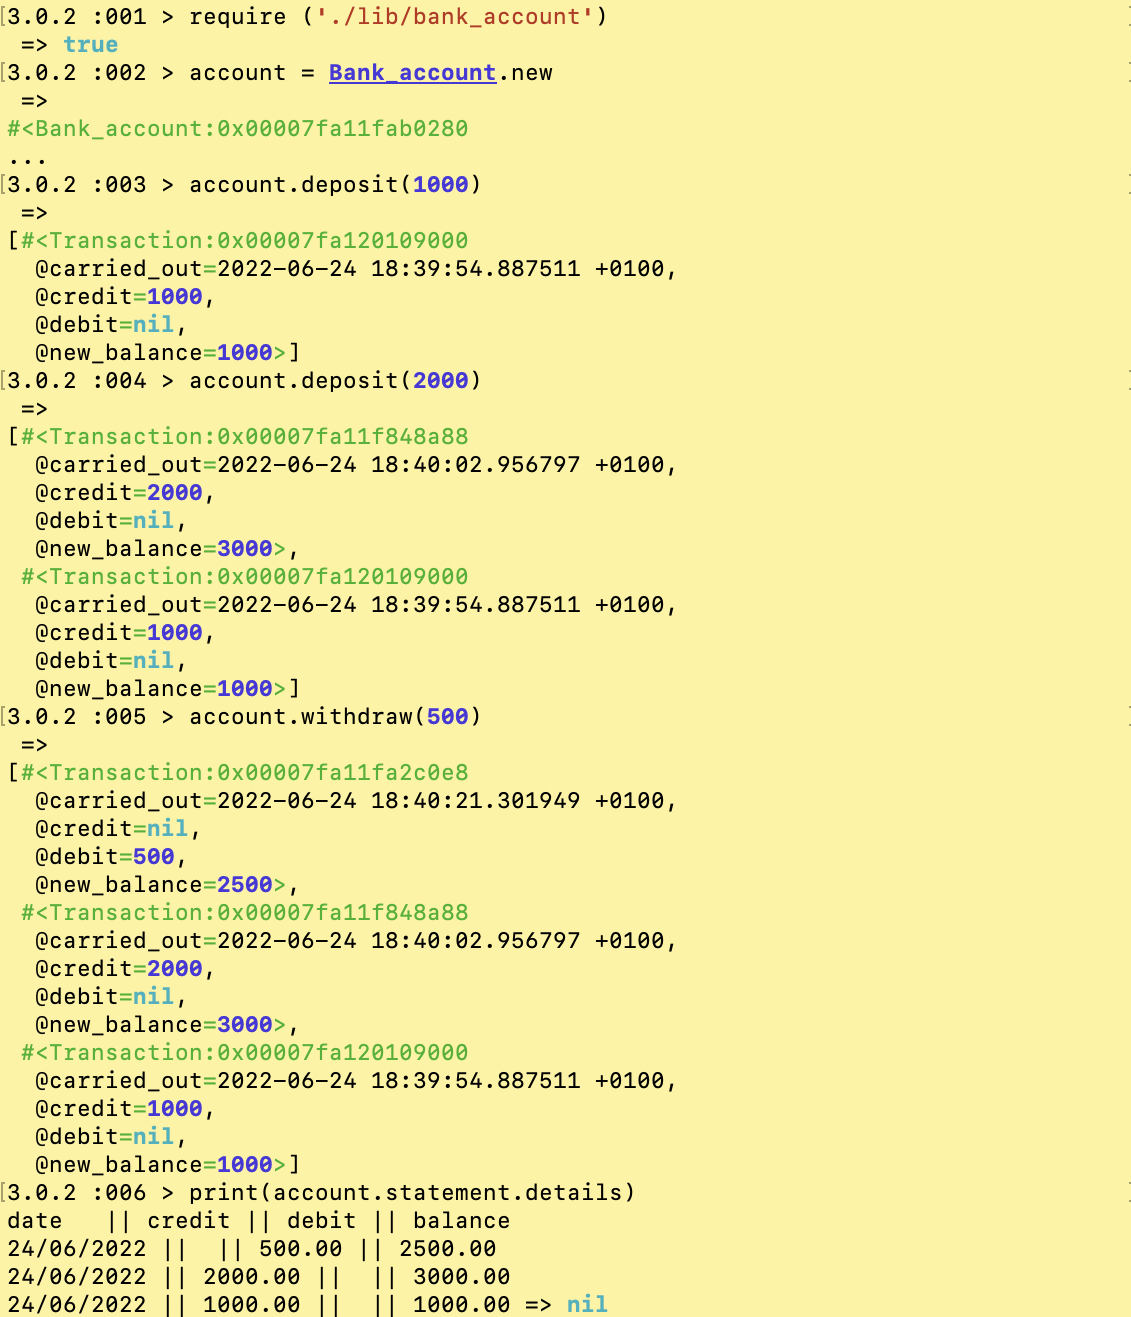 [3.0.2 :001 > require ('./lib/bank_account')
 => true
[3.0.2 :002 > account = Bank_account.new
 =>
#<Bank_account:0x00007fa11fab0280
...
[3.0.2 :003 > account.deposit(1000)
 =>
[#<Transaction:0x00007fa120109000
  @carried_out=2022-06-24 18:39:54.887511 +0100,
  @credit=1000,
  @debit=nil,
  @new_balance=1000>]
[3.0.2 :004 > account.deposit(2000)
 =>
[#<Transaction:0x00007fa11f848a88
  @carried_out=2022-06-24 18:40:02.956797 +0100,
  @credit=2000,
  @debit=nil,
  @new_balance=3000>,
 #<Transaction:0x00007fa120109000
  @carried_out=2022-06-24 18:39:54.887511 +0100,
  @credit=1000,
  @debit=nil,
  @new_balance=1000>]
[3.0.2 :005 > account.withdraw(500)
 =>
[#<Transaction:0x00007fa11fa2c0e8
  @carried_out=2022-06-24 18:40:21.301949 +0100,
  @credit=nil,
  @debit=500,
  @new_balance=2500>,
 #<Transaction:0x00007fa11f848a88
  @carried_out=2022-06-24 18:40:02.956797 +0100,
  @credit=2000,
  @debit=nil,
  @new_balance=3000>,
 #<Transaction:0x00007fa120109000
  @carried_out=2022-06-24 18:39:54.887511 +0100,
  @credit=1000,
  @debit=nil,
  @new_balance=1000>]
[3.0.2 :006 > print(account.statement.details)
date   || credit || debit || balance
24/06/2022 ||  || 500.00 || 2500.00
24/06/2022 || 2000.00 ||  || 3000.00
24/06/2022 || 1000.00 ||  || 1000.00 => nil